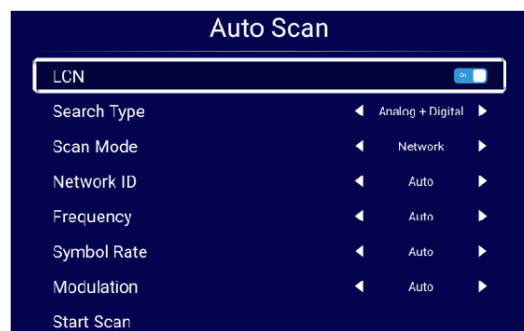 Auto Scan
LCN On
Search Type Analog + Digital
Scan Mode Network
Network ID Auto
Frequency Auto
Symbol Rate Auto
Modulation Auto
Start Scan